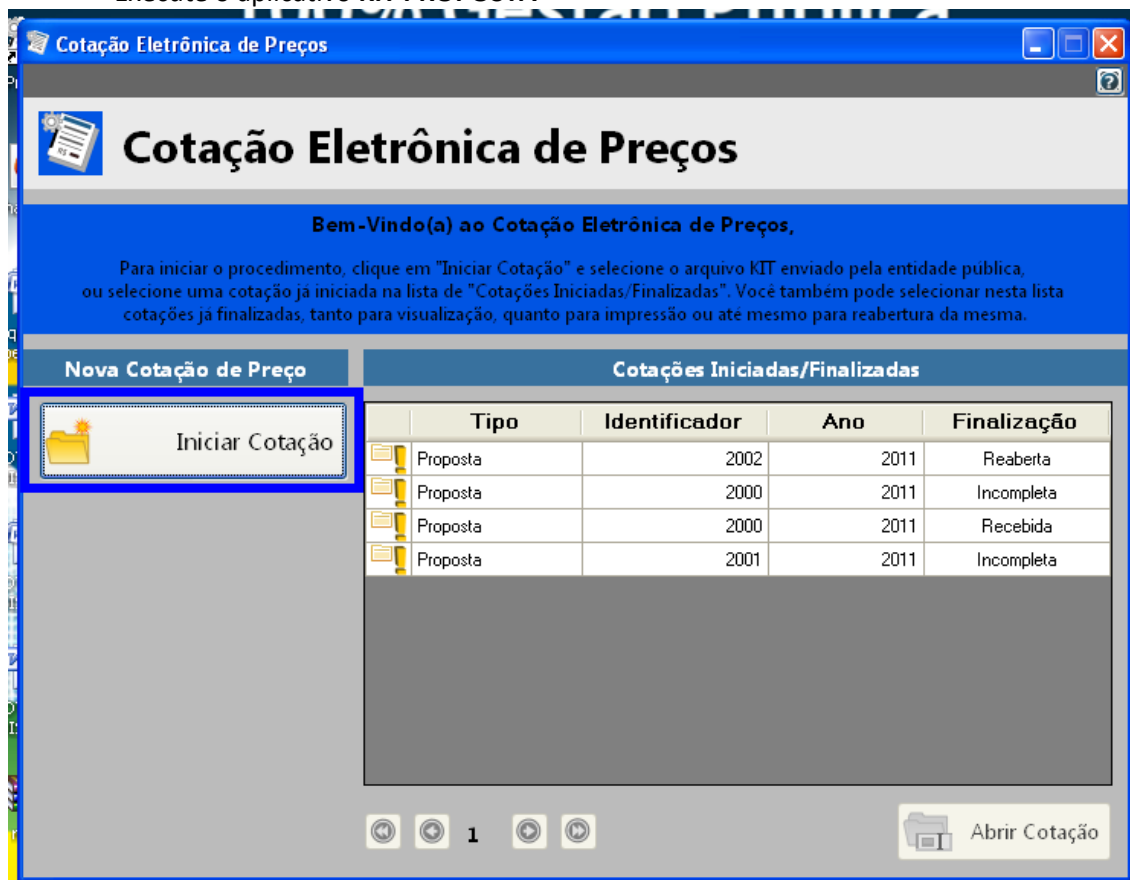 Cotação Eletrônica de Preços
Cotação Eletrônica de Preços
Bem-Vindo(a) ao Cotação Eletrônica de Preços,
Para iniciar o procedimento, clique em "Iniciar Cotação" e selecione o arquivo KIT enviado pela entidade pública,
ou selecione uma cotação já iniciada na lista de "Cotações Iniciadas/Finalizadas". Você também pode selecionar nesta lista
cotações já finalizadas, tanto para visualização, quanto para impressão ou até mesmo para reabertura da mesma.
Nova Cotação de Preço
Cotações Iniciadas/Finalizadas
Iniciar Cotação
Tipo Identificador Ano Finalização
Proposta 2002 2011 Reaberta
Proposta 2000 2011 Incompleta
Proposta 2000 2011 Recebida
Proposta 2001 2011 Incompleta
1
Abrir Cotação